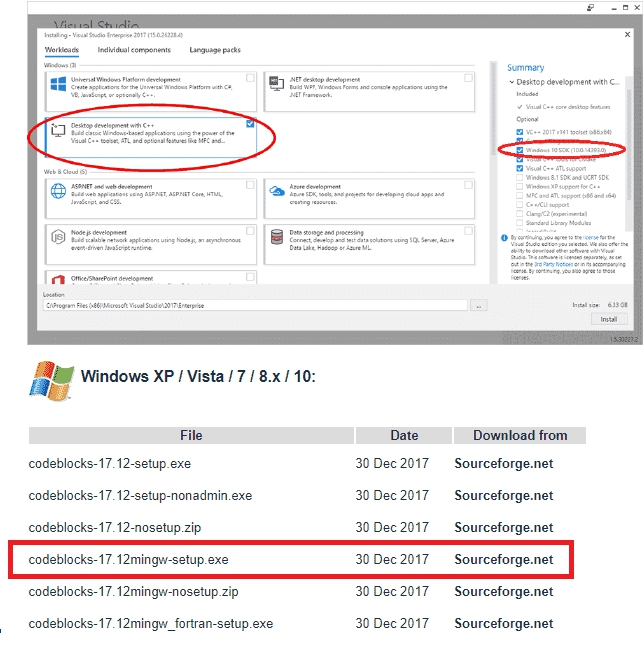 Visual Studio
Installing - Visual Studio Enterprise 2017 (15.0.26228.4)
Workloads Individual components Language packs
Windows (3)
Universal Windows Platform development
Create applications for the Universal Windows Platform with C#,
VB, JavaScript, or optionally C++.
.NET desktop development
Build WPF, Windows Forms and console applications using the
.NET Framework.
Desktop development with C++
Build classic Windows-based applications using the power of the
Visual C++ toolset, ATL, and optional features like MFC and...
Web & Cloud (5)
ASP.NET and web development
Build web applications using ASP.NET, ASP.NET Core, HTML,
JavaScript, and CSS.
Azure development
Azure SDK, tools, and projects for developing cloud apps and
creating resources.
Node.js development
Build scalable network applications using Node.js, an asynchronous
event-driven JavaScript runtime.
Data storage and processing
Connect, develop and test data solutions using SQL Server, Azure
Data Lake, Hadoop or Azure ML.
Office/SharePoint development
Summary
Desktop development with C...
Included
Visual C++ core desktop features
Optional
VC++ 2017 v141 toolset (x86,x64)
Windows 10 SDK (10.0.14393.0)
Visual C++ ATL support
Windows 8.1 SDK and UCRT SDK
Windows XP support for C++
MFC and ATL support (x86 and x64)
C++/CLI support
Clang/C2 (experimental)
Standard Library Modules
By continuing, you agree to the license for the
Visual Studio edition you selected. We also offer the
ability to download other software with Visual
Studio. This software is licensed separately, as set
out in the 3rd Party Notices or in its accompanying
license. By continuing, you also agree to those
licenses.
Location
C:\Program Files (x86)\Microsoft Visual Studio\2017\Enterprise
...
Install size: 6.33 GB
Install
1.5.30227.2
Windows XP / Vista / 7 / 8.x / 10:
File Date Download from
codeblocks-17.12-setup.exe 30 Dec 2017 Sourceforge.net
codeblocks-17.12-setup-nonadmin.exe 30 Dec 2017 Sourceforge.net
codeblocks-17.12-nosetup.zip 30 Dec 2017 Sourceforge.net
codeblocks-17.12mingw-setup.exe 30 Dec 2017 Sourceforge.net
codeblocks-17.12mingw-nosetup.zip 30 Dec 2017 Sourceforge.net
codeblocks-17.12mingw_fortran-setup.exe 30 Dec 2017 Sourceforge.net